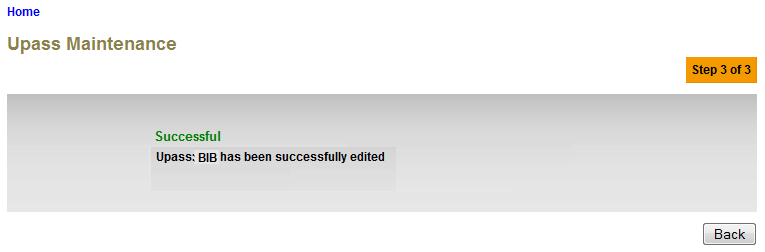 Home
Upass Maintenance
Step 3 of 3
Successful
Upass: BIB has been successfully edited
Back